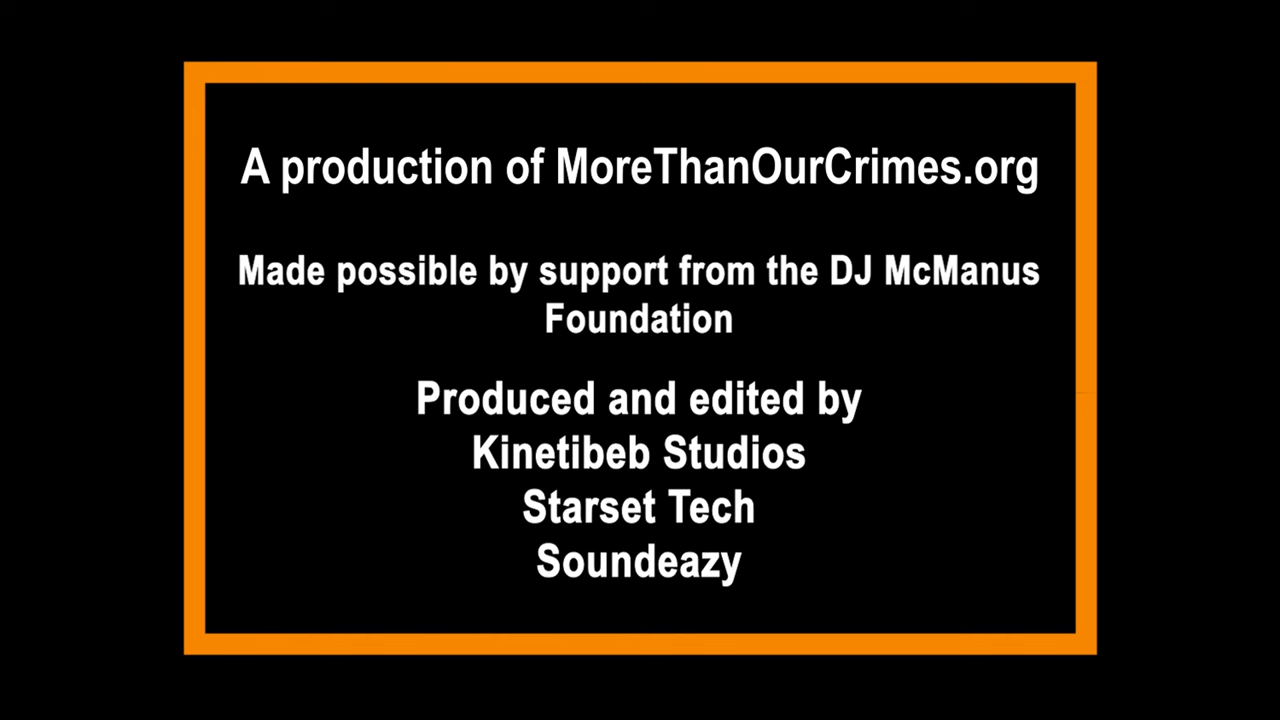 A production of MoreThanOurCrimes.org
Made possible by support from the DJ McManus
Foundation
Produced and edited by
Kinetibeb Studios
Starset Tech
Soundeazy